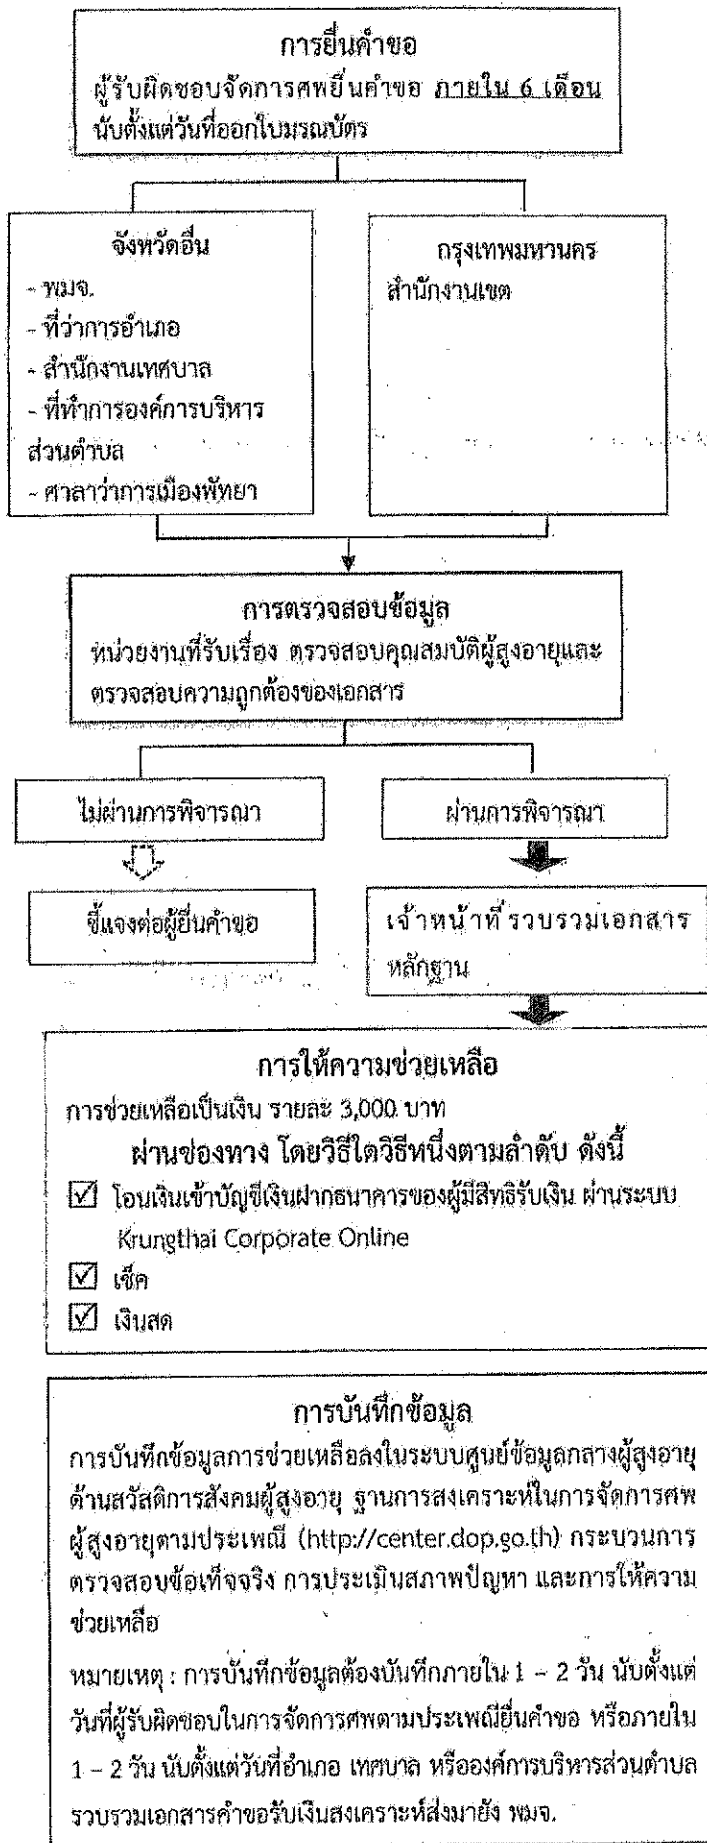 การยื่นคำขอ
ผู้รับผิดชอบจัดการศพยื่นคำขอ ภายใน 6 เดือน
นับตั้งแต่วันที่ออกใบมรณบัตร
จังหวัดอื่น
- พมจ.
- ที่ว่าการอำเภอ
- สำนักงานเทศบาล
- ที่ทำการองค์การบริหาร
ส่วนตำบล
- ศาลาว่าการเมืองพัทยา
กรุงเทพมหานคร
สำนักงานเขต
การตรวจสอบข้อมูล
หน่วยงานที่รับเรื่อง ตรวจสอบคุณสมบัติผู้สูงอายุและ
ตรวจสอบความถูกต้องของเอกสาร
ไม่ผ่านการพิจารณา
ชี้แจงต่อผู้ยื่นคำขอ
ผ่านการพิจารณา
เจ้าหน้าที่รวบรวมเอกสาร
หลักฐาน
การให้ความช่วยเหลือ
การช่วยเหลือเป็นเงิน รายละ 3,000 บาท
ผ่านช่องทาง โดยวิธีใดวิธีหนึ่งตามลำดับ ดังนี้
☑ โอนเงินเข้าบัญชีเงินฝากธนาคารของผู้มีสิทธิรับเงิน ผ่านระบบ
Krungthai Corporate Online
☑ เช็ค
☑ เงินสด
การบันทึกข้อมูล
การบันทึกข้อมูลการช่วยเหลือลงในระบบศูนย์ข้อมูลกลางผู้สูงอายุ
ด้านสวัสดิการสังคมผู้สูงอายุ ฐานการสงเคราะห์ในการจัดการศพ
ผู้สูงอายุตามประเพณี (http://center.dop.go.th) กระบวนการ
ตรวจสอบข้อเท็จจริง การประเมินสภาพปัญหา และการให้ความ
ช่วยเหลือ
หมายเหตุ : การบันทึกข้อมูลต้องบันทึกภายใน 1 – 2 วัน นับตั้งแต่
วันที่ผู้รับผิดชอบในการจัดการศพตามประเพณียื่นคำขอ หรือภายใน
1 – 2 วัน นับตั้งแต่วันที่อำเภอ เทศบาล หรือองค์การบริหารส่วนตำบล
รวบรวมเอกสารคำขอรับเงินสงเคราะห์ส่งมายัง พมจ.